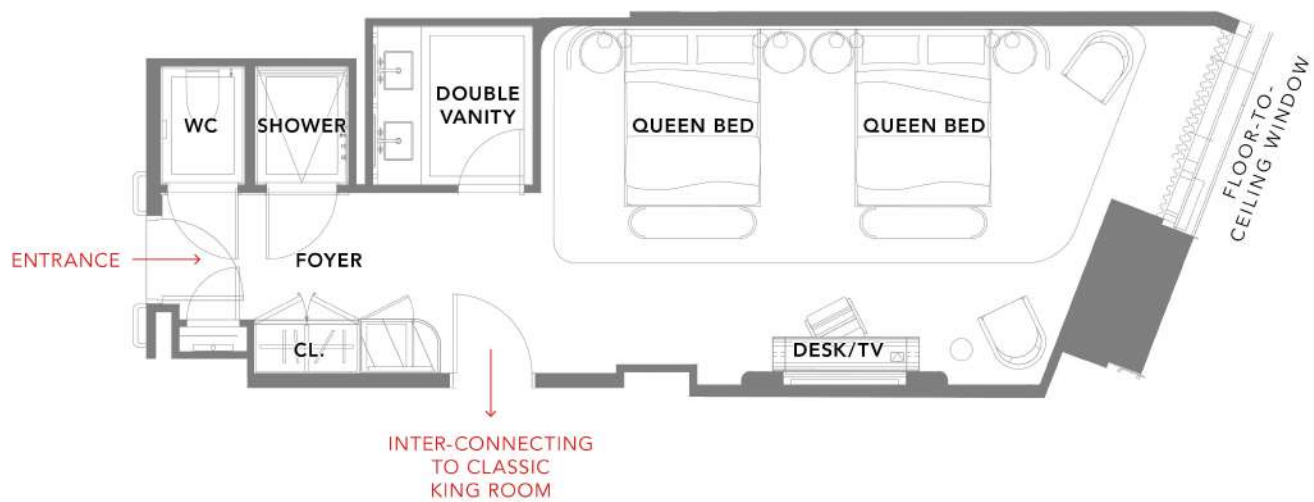 WC
SHOWER
DOUBLE
VANITY
QUEEN BED
QUEEN BED
FLOOR-TO-
CEILING WINDOW
ENTRANCE
FOYER
CL.
DESK/TV
INTER-CONNECTING
TO CLASSIC
KING ROOM